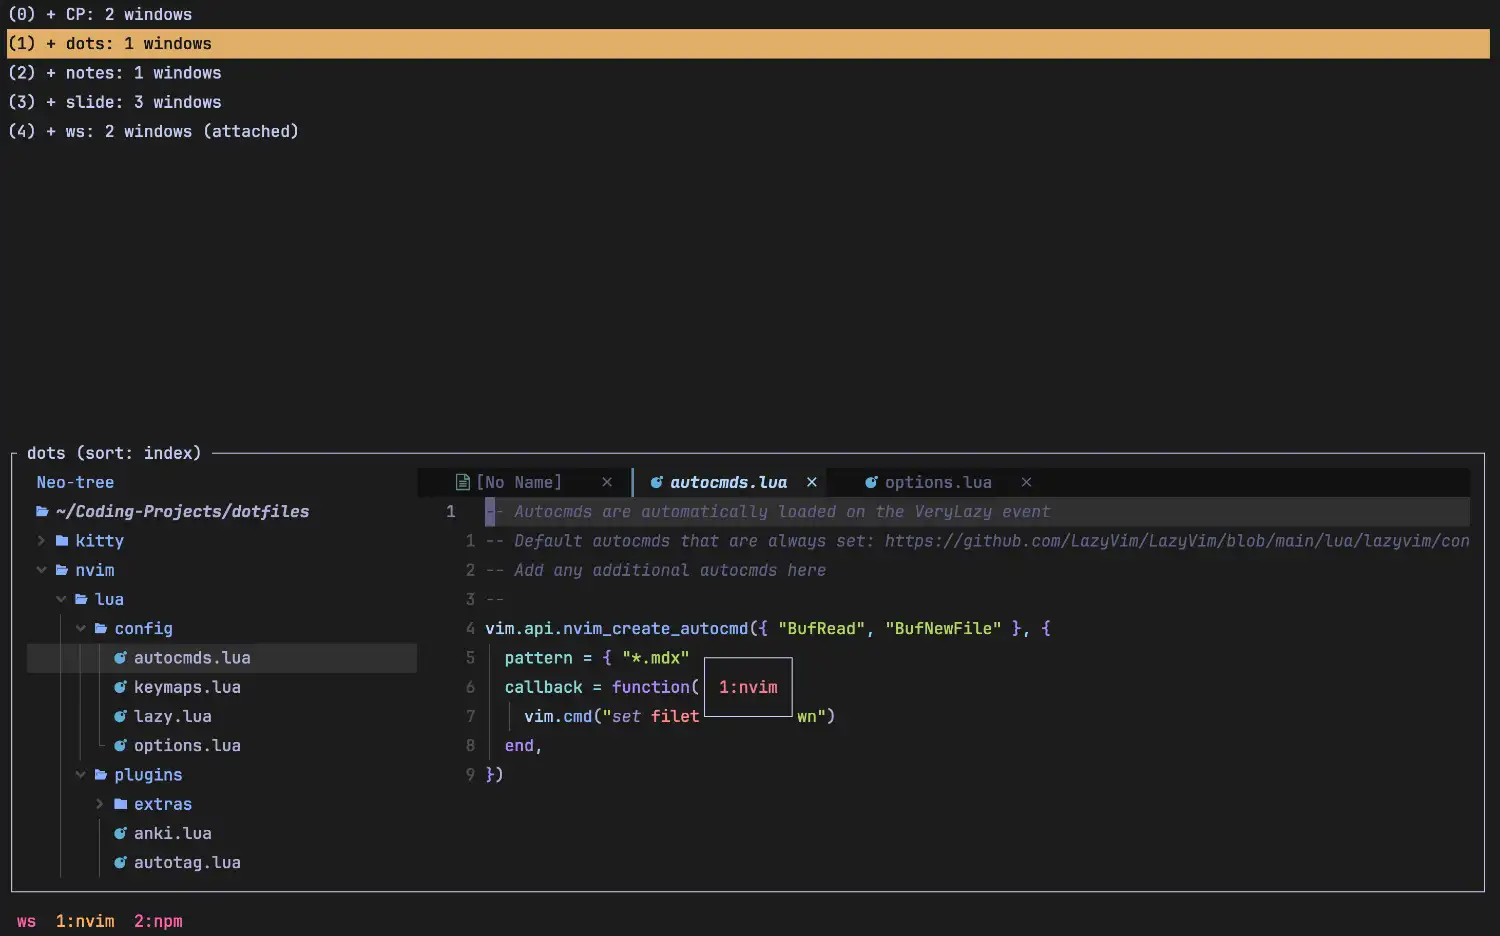 (0) + CP: 2 windows
(1) + dots: 1 windows
(2) + notes: 1 windows
(3) + slide: 3 windows
(4) + ws: 2 windows (attached)
dots (sort: index)
Neo-tree
~/Coding-Projects/dotfiles
kitty
nvim
lua
config
autocmds.lua
keymaps.lua
lazy.lua
options.lua
plugins
extras
anki.lua
autotag.lua
[No Name] × autocmds.lua × options.lua ×
1 -- Autocmds are automatically loaded on the VeryLazy event
1 -- Default autocmds that are always set: https://github.com/LazyVim/LazyVim/blob/main/lua/lazyvim/con
2 -- Add any additional autocmds here
3 --
4 vim.api.nvim_create_autocmd({ "BufRead", "BufNewFile" }, {
5 pattern = { "*.mdx"
6 callback = function(
7 vim.cmd("set filet wn")
8 end,
9 })
1:nvim
ws 1:nvim 2:npm